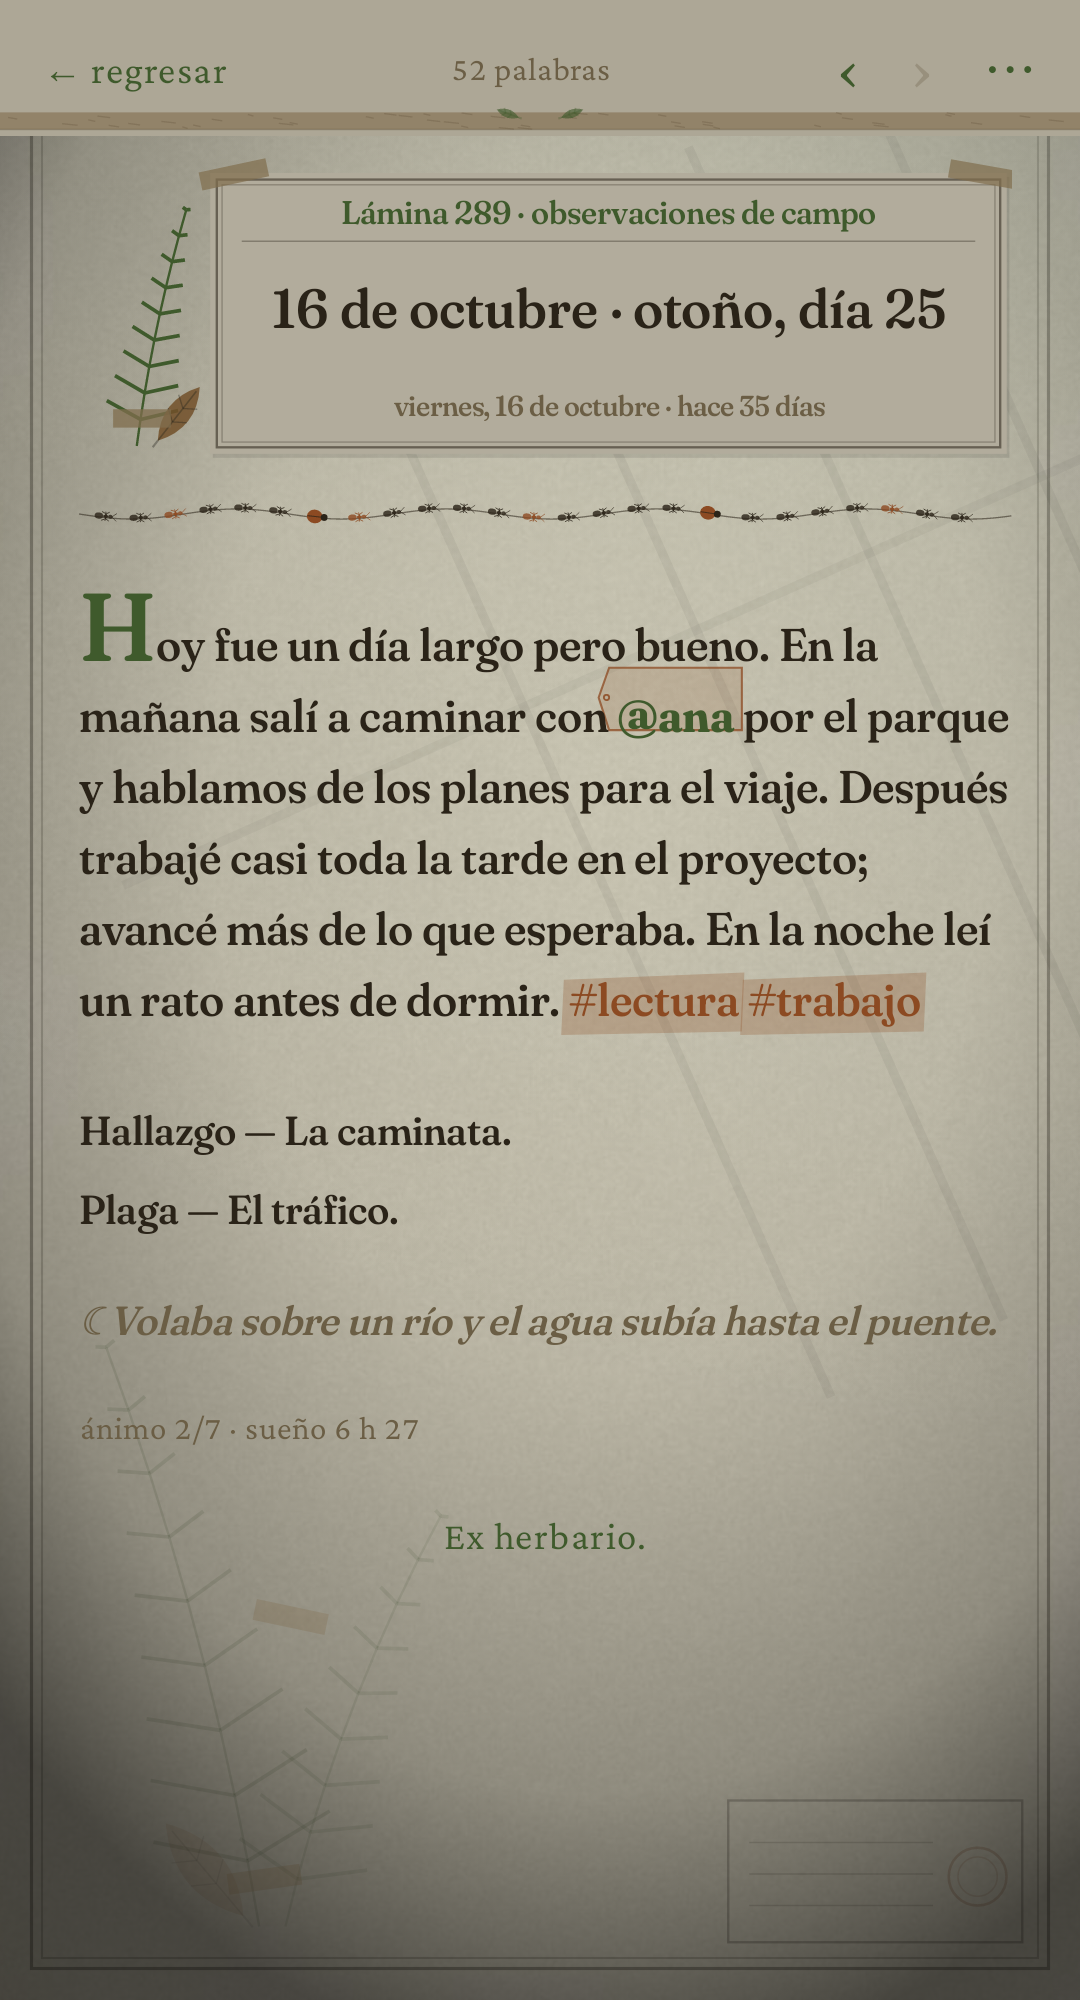 ← regresar
52 palabras
Lámina 289 · observaciones de campo
16 de octubre · otoño, día 25
viernes, 16 de octubre · hace 35 días
Hoy fue un día largo pero bueno. En la
mañana salí a caminar con @ana por el parque
y hablamos de los planes para el viaje. Después
trabajé casi toda la tarde en el proyecto;
avancé más de lo que esperaba. En la noche leí
un rato antes de dormir. #lectura #trabajo
Hallazgo — La caminata.
Plaga — El tráfico.
☾ Volaba sobre un río y el agua subía hasta el puente.
ánimo 2/7 · sueño 6 h 27
Ex herbario.